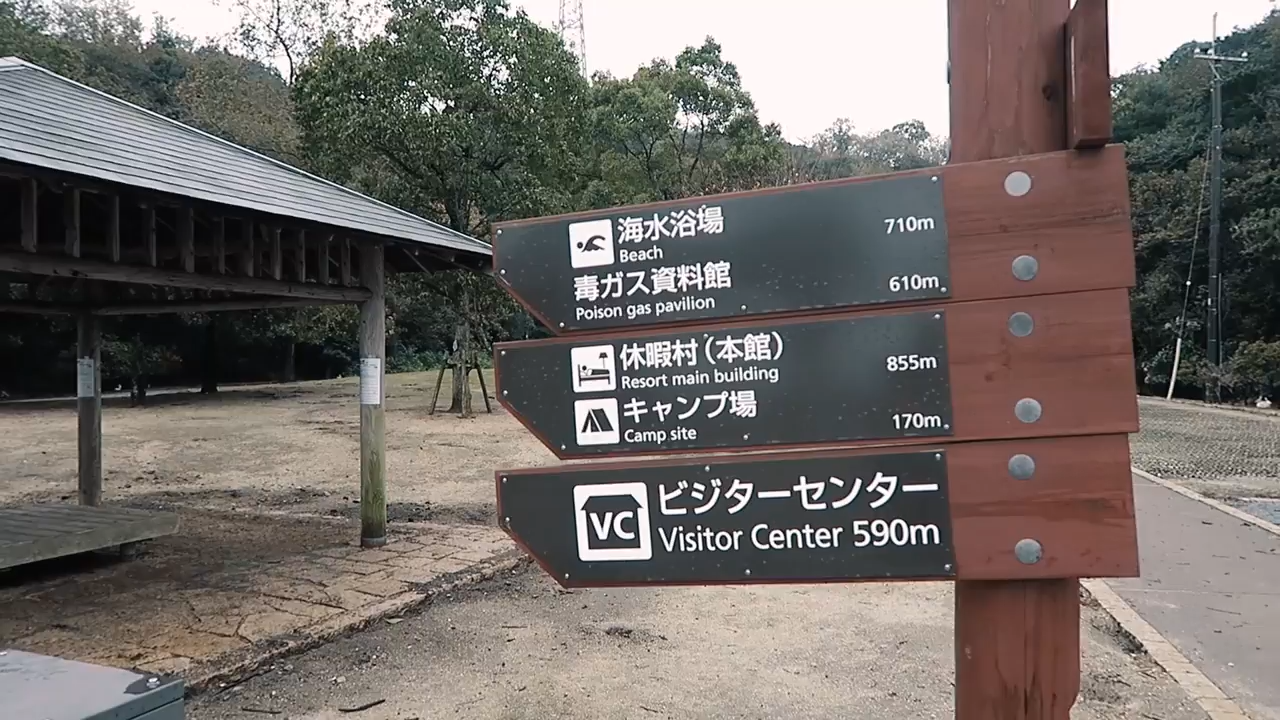 海水浴場 710m
Beach
毒ガス資料館 610m
Poison gas pavilion
休暇村(本館) 855m
Resort main building
キャンプ場 170m
Camp site
VC ビジターセンター
Visitor Center 590m